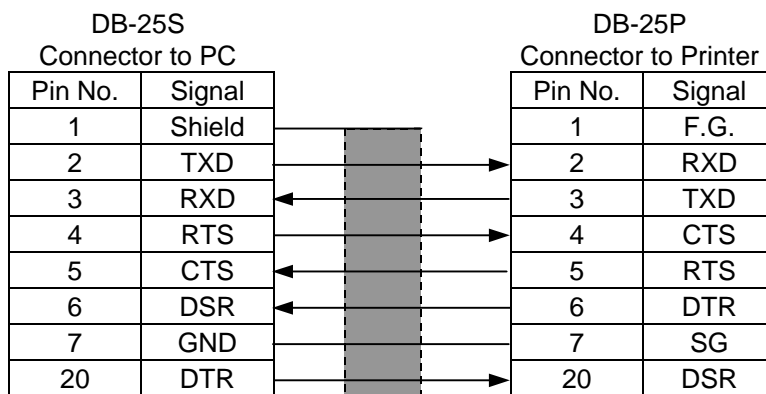 DB-25S DB-25P
Connector to PC Connector to Printer
Pin No. Signal Pin No. Signal
1 Shield 1 F.G.
2 TXD 2 RXD
3 RXD 3 TXD
4 RTS 4 CTS
5 CTS 5 RTS
6 DSR 6 DTR
7 GND 7 SG
20 DTR 20 DSR